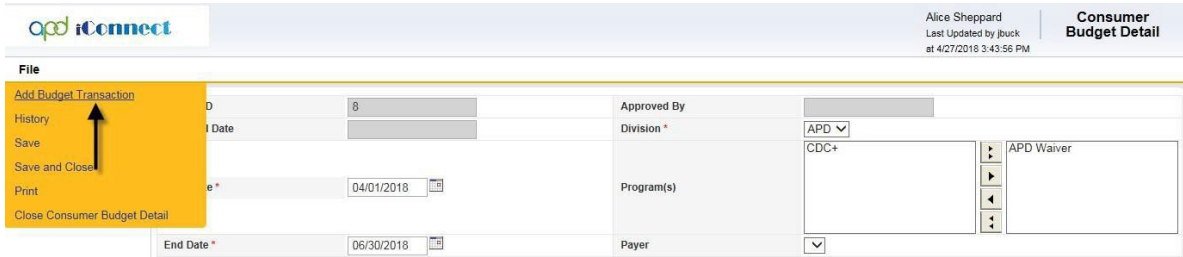 apd iConnect
Alice Sheppard
Last Updated by jbuck
at 4/27/2018 3:43:56 PM
Consumer
Budget Detail
File
Add Budget Transaction
History
Save
Save and Close
Print
Close Consumer Budget Detail
D 8 Approved By
Date Division * APD
e * 04/01/2018 Program(s) CDC+ APD Waiver
End Date * 06/30/2018 Payer